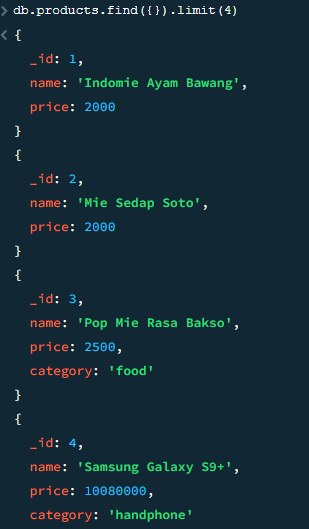 > db.products.find({}).limit(4)
< {
_id: 1,
name: 'Indomie Ayam Bawang',
price: 2000
}
{
_id: 2,
name: 'Mie Sedap Soto',
price: 2000
}
{
_id: 3,
name: 'Pop Mie Rasa Bakso',
price: 2500,
category: 'food'
}
{
_id: 4,
name: 'Samsung Galaxy S9+',
price: 10080000,
category: 'handphone'